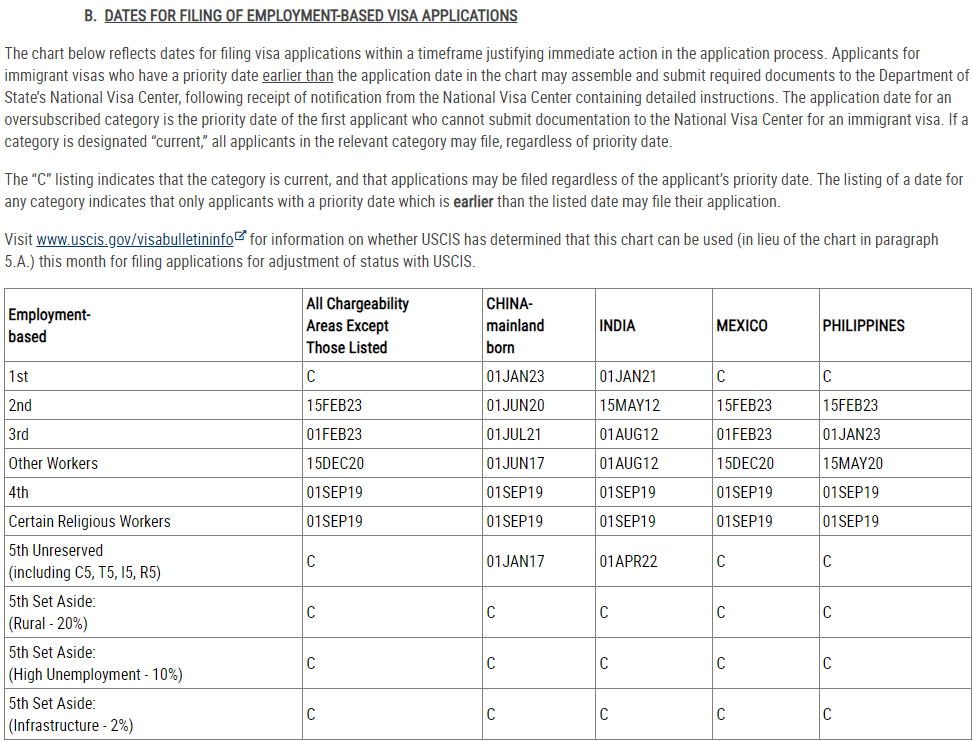 B. DATES FOR FILING OF EMPLOYMENT-BASED VISA APPLICATIONS
The chart below reflects dates for filing visa applications within a timeframe justifying immediate action in the application process. Applicants for
immigrant visas who have a priority date earlier than the application date in the chart may assemble and submit required documents to the Department of
State's National Visa Center, following receipt of notification from the National Visa Center containing detailed instructions. The application date for an
oversubscribed category is the priority date of the first applicant who cannot submit documentation to the National Visa Center for an immigrant visa. If a
category is designated “current,” all applicants in the relevant category may file, regardless of priority date.
The “C” listing indicates that the category is current, and that applications may be filed regardless of the applicant's priority date. The listing of a date for
any category indicates that only applicants with a priority date which is earlier than the listed date may file their application.
Visit www.uscis.gov/visabulletininfo for information on whether USCIS has determined that this chart can be used (in lieu of the chart in paragraph
5.A.) this month for filing applications for adjustment of status with USCIS.
Employment-
based
All Chargeability
Areas Except
Those Listed
CHINA-
mainland
born
INDIA
MEXICO
PHILIPPINES
1st C 01JAN23 01JAN21 C C
2nd 15FEB23 01JUN20 15MAY12 15FEB23 15FEB23
3rd 01FEB23 01JUL21 01AUG12 01FEB23 01JAN23
Other Workers 15DEC20 01JUN17 01AUG12 15DEC20 15MAY20
4th 01SEP19 01SEP19 01SEP19 01SEP19 01SEP19
Certain Religious Workers 01SEP19 01SEP19 01SEP19 01SEP19 01SEP19
5th Unreserved
(including C5, T5, I5, R5)
C 01JAN17 01APR22 C C
5th Set Aside:
(Rural - 20%)
C C C C C
5th Set Aside:
(High Unemployment - 10%)
C C C C C
5th Set Aside:
(Infrastructure - 2%)
C C C C C